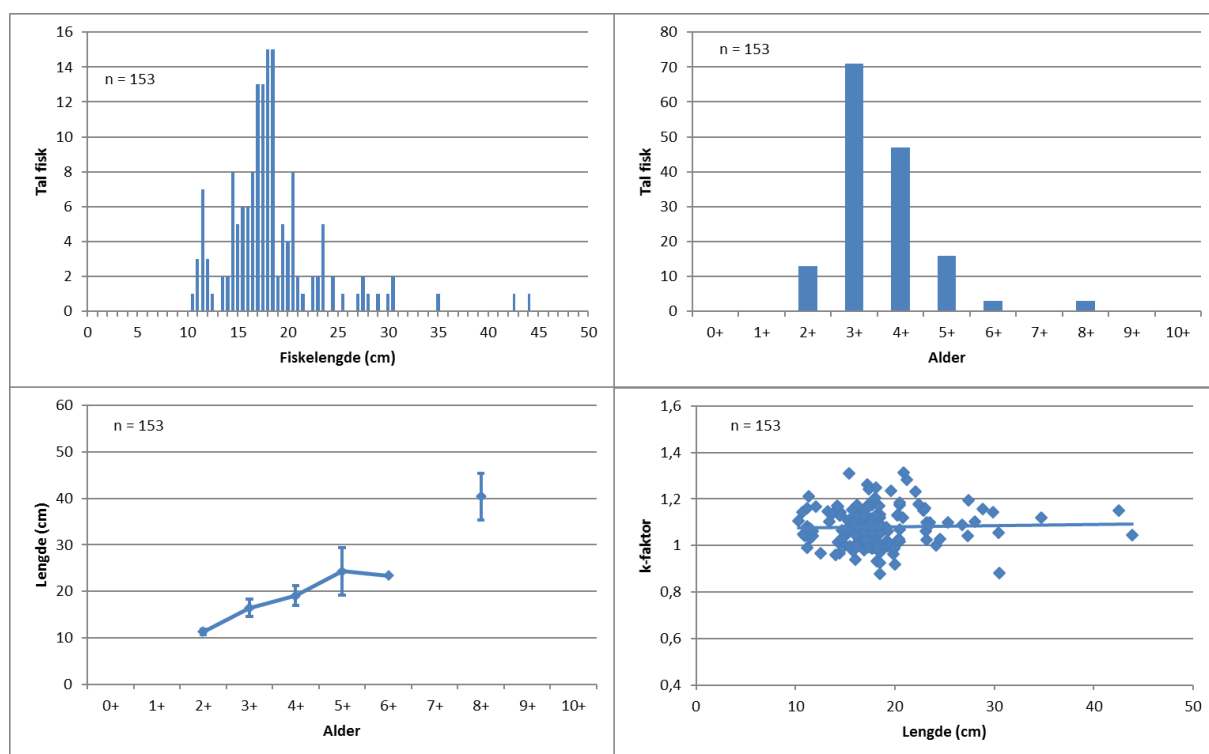 n = 153
Tal fisk
16
14
12
10
8
6
4
2
0
0 5 10 15 20 25 30 35 40 45 50
Fiskelengde (cm)
n = 153
Tal fisk
80
70
60
50
40
30
20
10
0
0+ 1+ 2+ 3+ 4+ 5+ 6+ 7+ 8+ 9+ 10+
Alder
n = 153
Lengde (cm)
60
50
40
30
20
10
0
0+ 1+ 2+ 3+ 4+ 5+ 6+ 7+ 8+ 9+ 10+
Alder
n = 153
k-faktor
1,6
1,4
1,2
1
0,8
0,6
0,4
0 10 20 30 40 50
Lengde (cm)